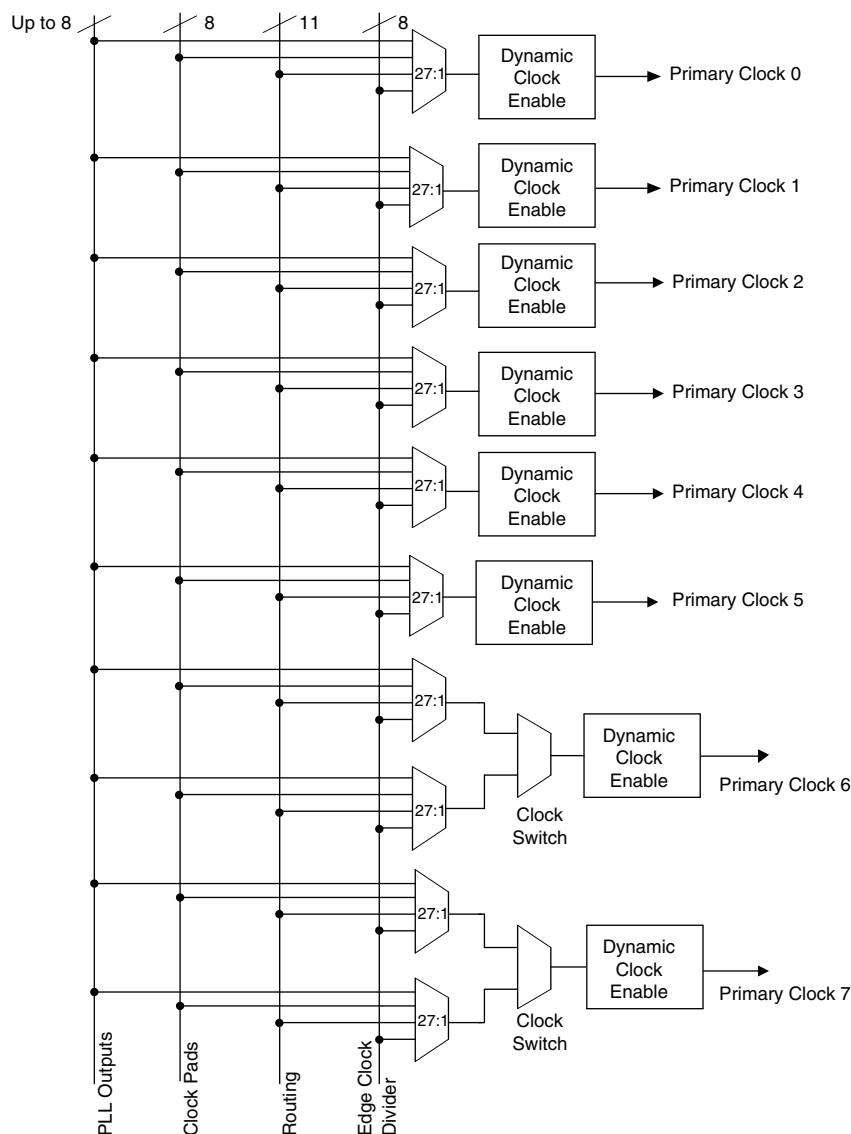 Up to 8
8
11
8
27:1
Dynamic
Clock
Enable
Primary Clock 0
27:1
Dynamic
Clock
Enable
Primary Clock 1
27:1
Dynamic
Clock
Enable
Primary Clock 2
27:1
Dynamic
Clock
Enable
Primary Clock 3
27:1
Dynamic
Clock
Enable
Primary Clock 4
27:1
Dynamic
Clock
Enable
Primary Clock 5
27:1
27:1
Clock
Switch
Dynamic
Clock
Enable
Primary Clock 6
27:1
27:1
Clock
Switch
Dynamic
Clock
Enable
Primary Clock 7
PLL Outputs
Clock Pads
Routing
Edge Clock
Divider